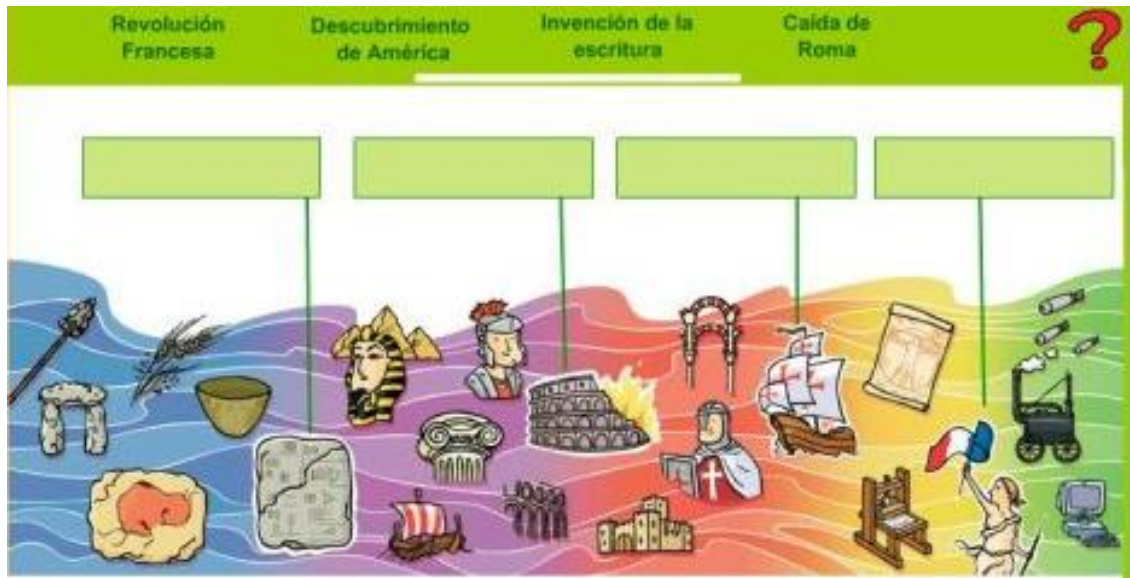 Revolución
Francesa
Descubrimiento
de América
Invención de la
escritura
Caída de
Roma
?